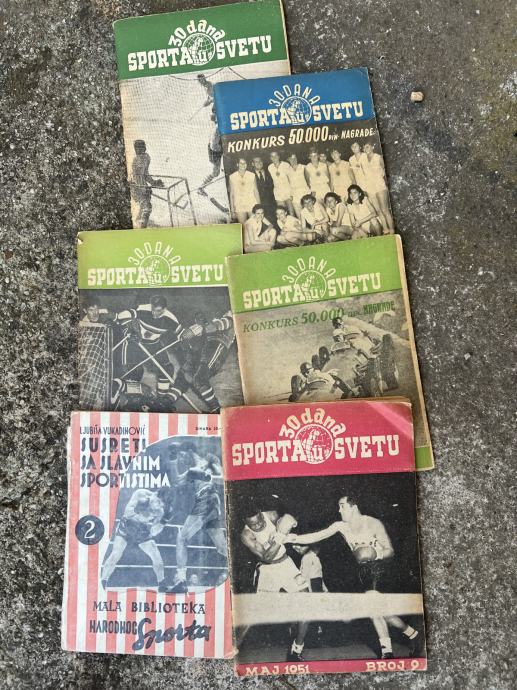 30 dana
SPORTA u SVETU
30 DANA
SPORTA u SVETU
KONKURS 50.000 DIN. NAGRADE
30 DANA
SPORTA u SVETU
30 DANA
SPORTA u SVETU
KONKURS 50.000 DIN. NAGRADE
LJUBIŠA VUKADINOVIĆ
SUSRETI
SA SLAVNIM
SPORTISTIMA
2
MALA BIBLIOTEKA
NARODNOG Sporta
30 dana
SPORTA u SVETU
MAJ 1951
BROJ 9